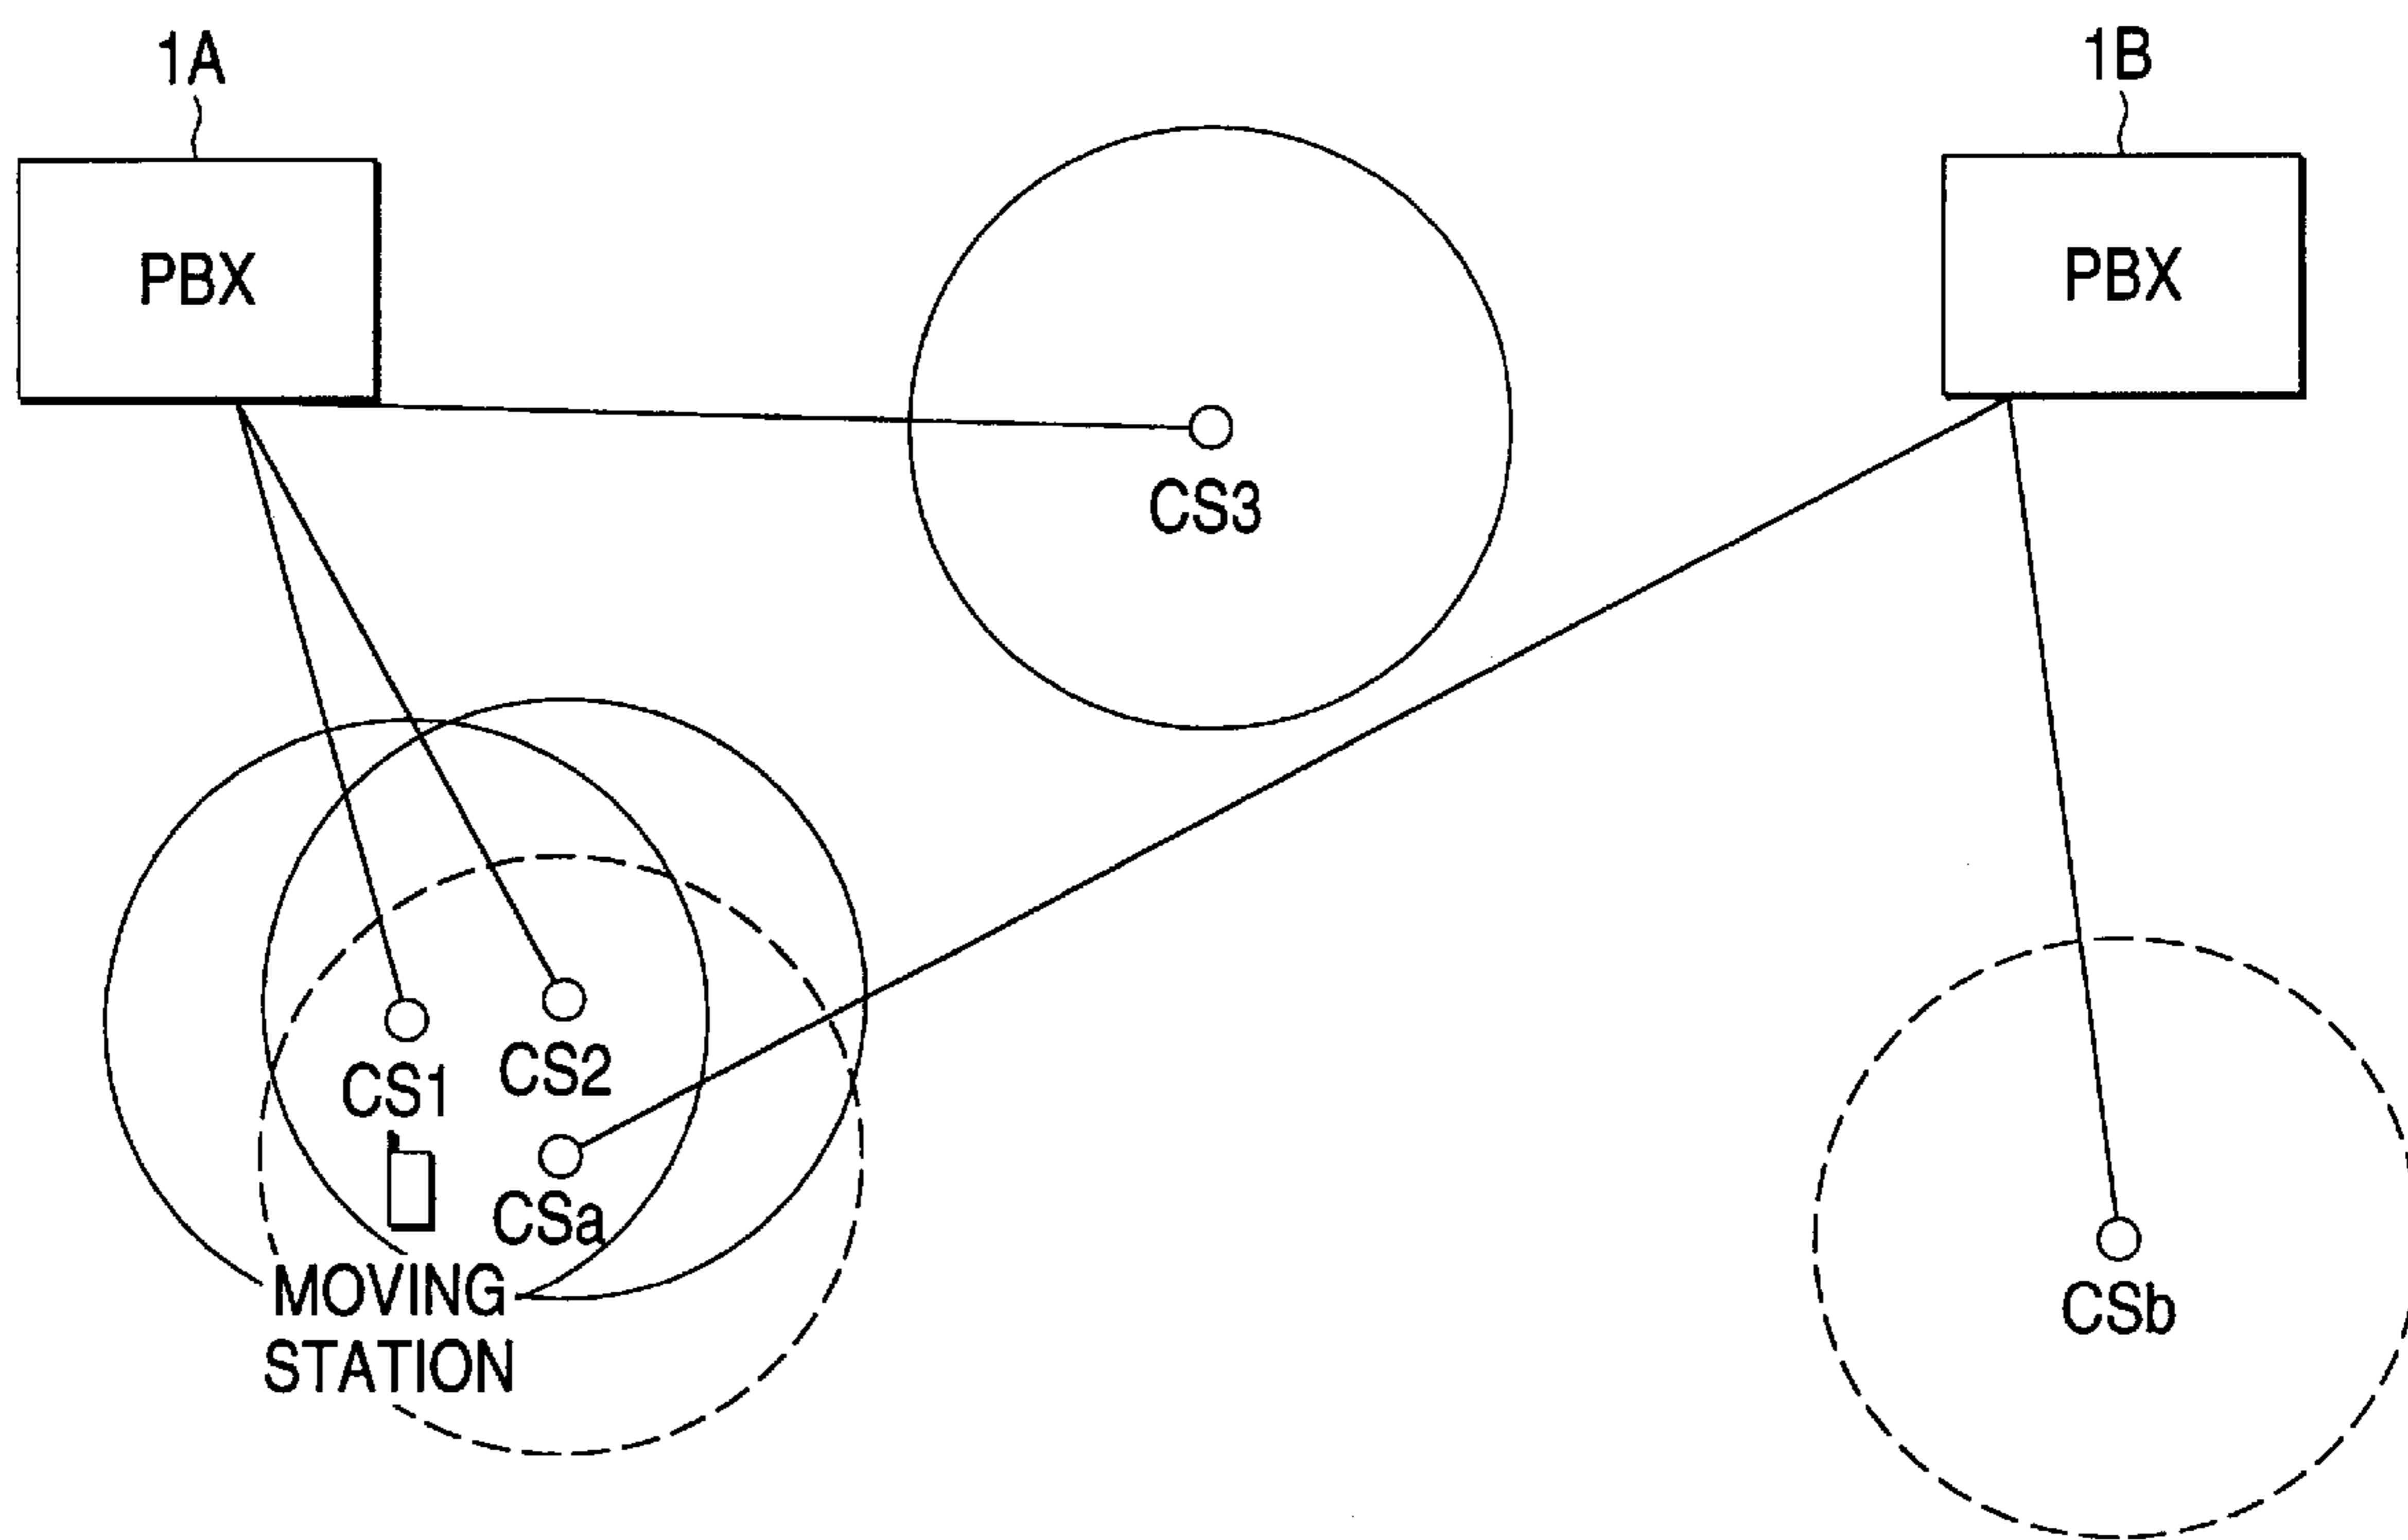 1A
1B
PBX
PBX
CS3
CS1
CS2
CSa
MOVING
STATION
CSb